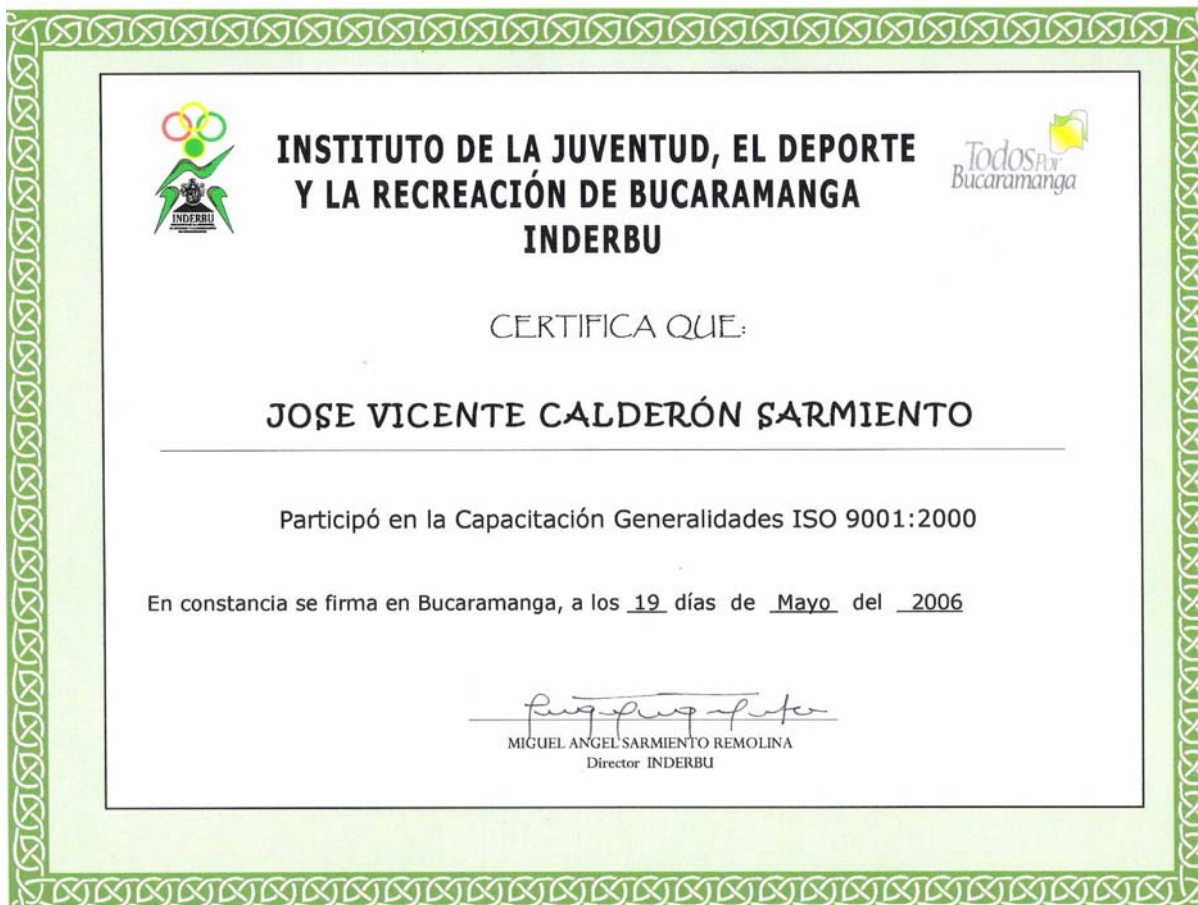 INSTITUTO DE LA JUVENTUD, EL DEPORTE
Y LA RECREACIÓN DE BUCARAMANGA
INDERBU
INDERBU
Todos Por
Bucaramanga
CERTIFICA QUE:
JOSE VICENTE CALDERÓN SARMIENTO
Participó en la Capacitación Generalidades ISO 9001:2000
En constancia se firma en Bucaramanga, a los 19 días de Mayo del 2006
MIGUEL ANGEL SARMIENTO REMOLINA
Director INDERBU